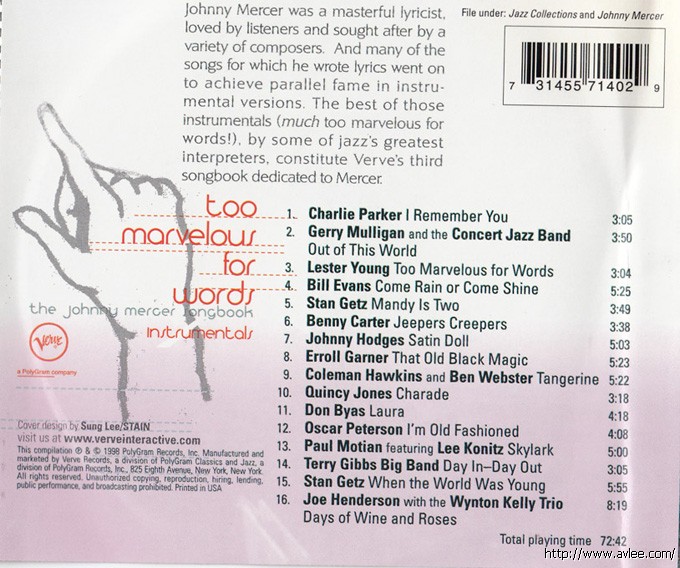 Johnny Mercer was a masterful lyricist,
loved by listeners and sought after by a
variety of composers. And many of the
songs for which he wrote lyrics went on
to achieve parallel fame in instru-
mental versions. The best of those
instrumentals (much too marvelous for
words!), by some of jazz's greatest
interpreters, constitute Verve's third
songbook dedicated to Mercer.
File under: Jazz Collections and Johnny Mercer
7 31455 71402 9
too
marvelous
for
words
the johnny mercer songbook
instrumentals
Verve
a PolyGram company
1. Charlie Parker I Remember You 3:05
2. Gerry Mulligan and the Concert Jazz Band 3:50
Out of This World
3. Lester Young Too Marvelous for Words 3:04
4. Bill Evans Come Rain or Come Shine 5:25
5. Stan Getz Mandy Is Two 3:49
6. Benny Carter Jeepers Creepers 3:38
7. Johnny Hodges Satin Doll 5:03
8. Erroll Garner That Old Black Magic 5:23
9. Coleman Hawkins and Ben Webster Tangerine 5:22
10. Quincy Jones Charade 3:18
11. Don Byas Laura 4:18
12. Oscar Peterson I'm Old Fashioned 4:08
13. Paul Motian featuring Lee Konitz Skylark 5:00
14. Terry Gibbs Big Band Day In–Day Out 3:05
15. Stan Getz When the World Was Young 5:55
16. Joe Henderson with the Wynton Kelly Trio 8:19
Days of Wine and Roses
Total playing time 72:42
Cover design by Sung Lee/STAIN
visit us at www.verveinteractive.com
This compilation ℗ & © 1998 PolyGram Records, Inc. Manufactured and
marketed by Verve Records, a division of PolyGram Classics and Jazz, a
division of PolyGram Records, Inc., 825 Eighth Avenue, New York, New York.
All rights reserved. Unauthorized copying, reproduction, hiring, lending,
public performance, and broadcasting prohibited. Printed in USA
http://www.avlee.com/